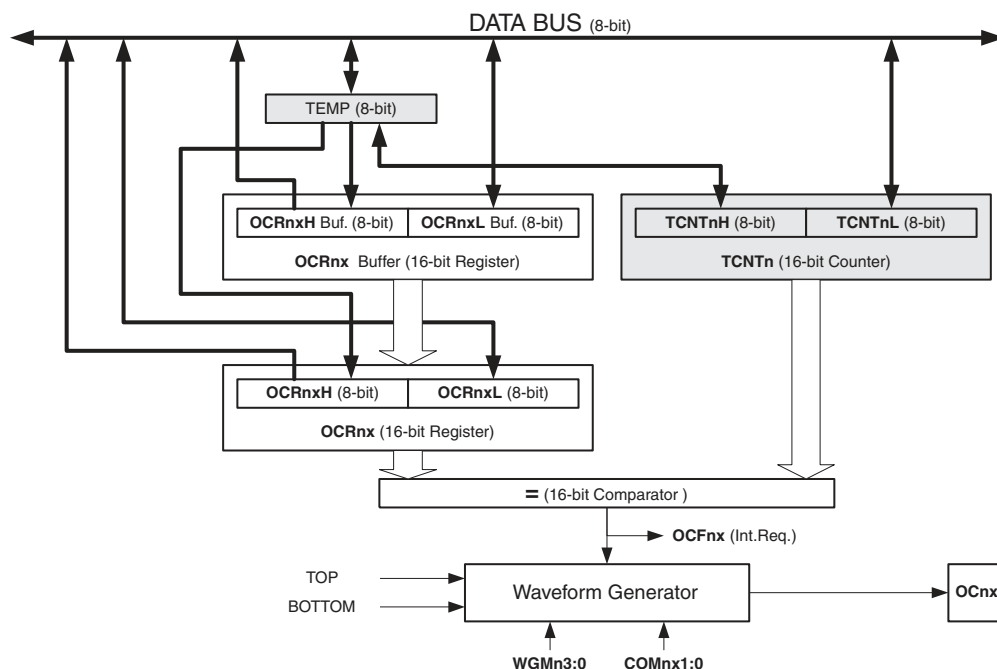 DATA BUS (8-bit)
TEMP (8-bit)
OCRnxH Buf. (8-bit)
OCRnxL Buf. (8-bit)
TCNTnH (8-bit)
TCNTnL (8-bit)
OCRnx Buffer (16-bit Register)
TCNTn (16-bit Counter)
OCRnxH (8-bit)
OCRnxL (8-bit)
OCRnx (16-bit Register)
= (16-bit Comparator )
OCFnx (Int.Req.)
TOP
BOTTOM
Waveform Generator
OCnx
WGMn3:0
COMnx1:0